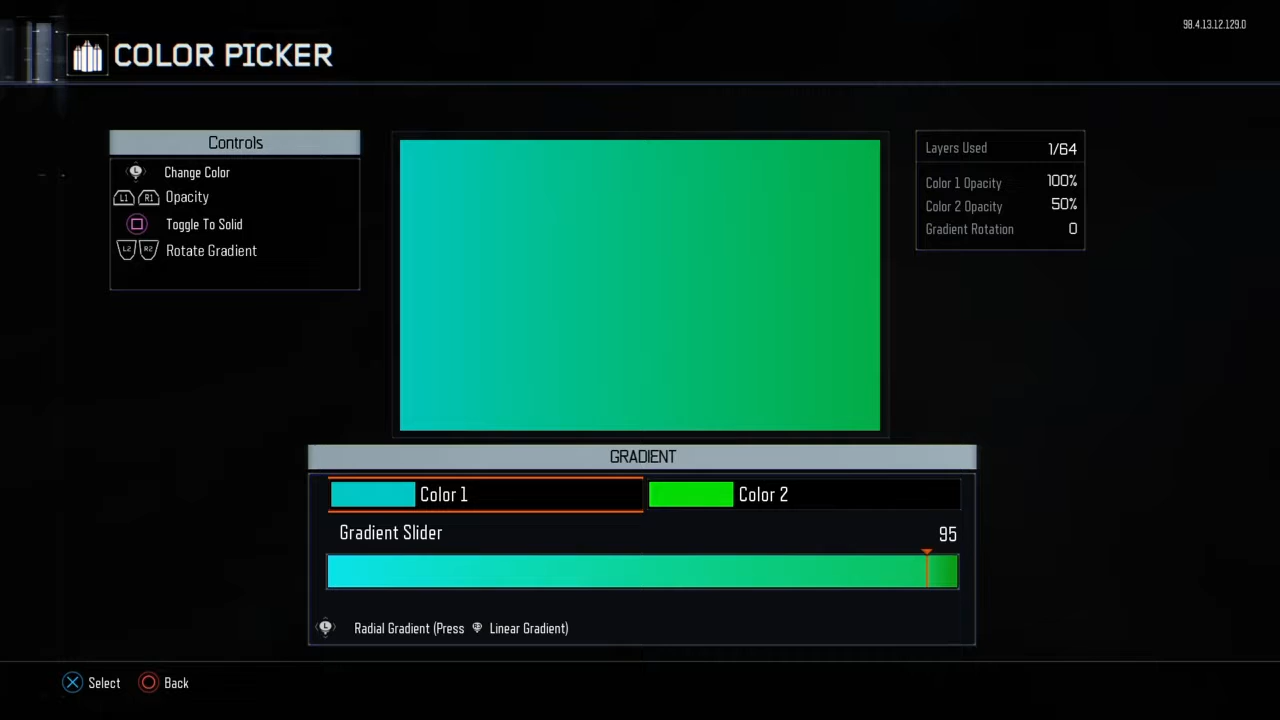 98.4.13.12.129.0
COLOR PICKER
Controls
L Change Color
L1 R1 Opacity
Toggle To Solid
L2 R2 Rotate Gradient
Layers Used 1/64
Color 1 Opacity 100%
Color 2 Opacity 50%
Gradient Rotation 0
GRADIENT
Color 1 Color 2
Gradient Slider 95
L Radial Gradient (Press Linear Gradient)
Select Back